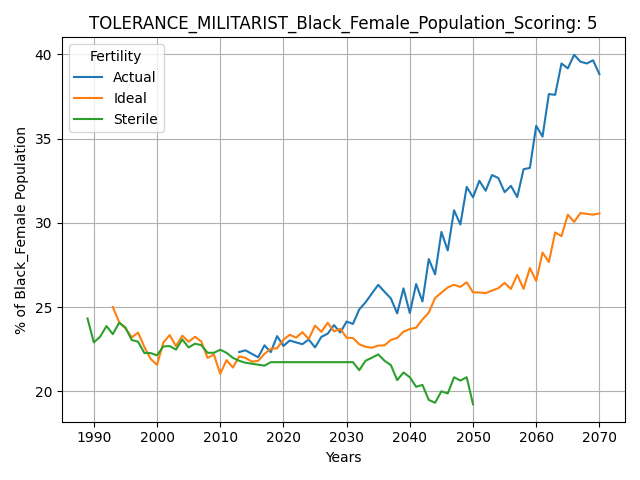 TOLERANCE_MILITARIST_Black_Female_Population_Scoring: 5
Fertility
Actual
Ideal
Sterile
% of Black_Female Population
40
35
30
25
20
1990 2000 2010 2020 2030 2040 2050 2060 2070
Years